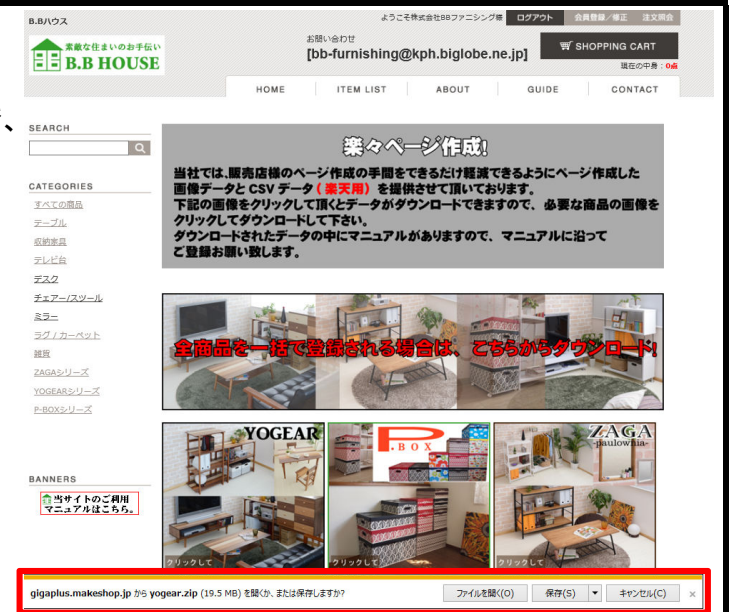 B.Bハウス
ようこそ株式会社BBファニシング様 ログアウト 会員登録/修正 注文照会
素敵な住まいのお手伝い
B.B HOUSE
お問い合わせ
[bb-furnishing@kph.biglobe.ne.jp]
SHOPPING CART
現在の中身：0点
HOME ITEM LIST ABOUT GUIDE CONTACT
、
SEARCH
CATEGORIES
すべての商品
テーブル
収納家具
テレビ台
デスク
チェアー/スツール
ミラー
ラグ / カーペット
雑貨
ZAGAシリーズ
YOGEARシリーズ
P-BOXシリーズ
BANNERS
当サイトのご利用
マニュアルはこちら。
楽々ページ作成!
当社では、販売店様のページ作成の手間をできるだけ軽減できるようにページ作成した
画像データと CSV データ ( 楽天用） を提供させて頂いております。
下記の画像をクリックして頂くとデータがダウンロードできますので、必要な商品の画像を
クリックしてダウンロードして下さい。
ダウンロードされたデータの中にマニュアルがありますので、マニュアルに沿って
ご登録お願い致します。
全商品を一括で登録される場合は、こちらからダウンロード!
YOGEAR
クリックして
P.BOX
ZAGA
-paulownia-
クリックして
gigaplus.makeshop.jp から yogear.zip (19.5 MB) を開くか、または保存しますか?
ファイルを開く(O) 保存(S) ▼ キャンセル(C) ×